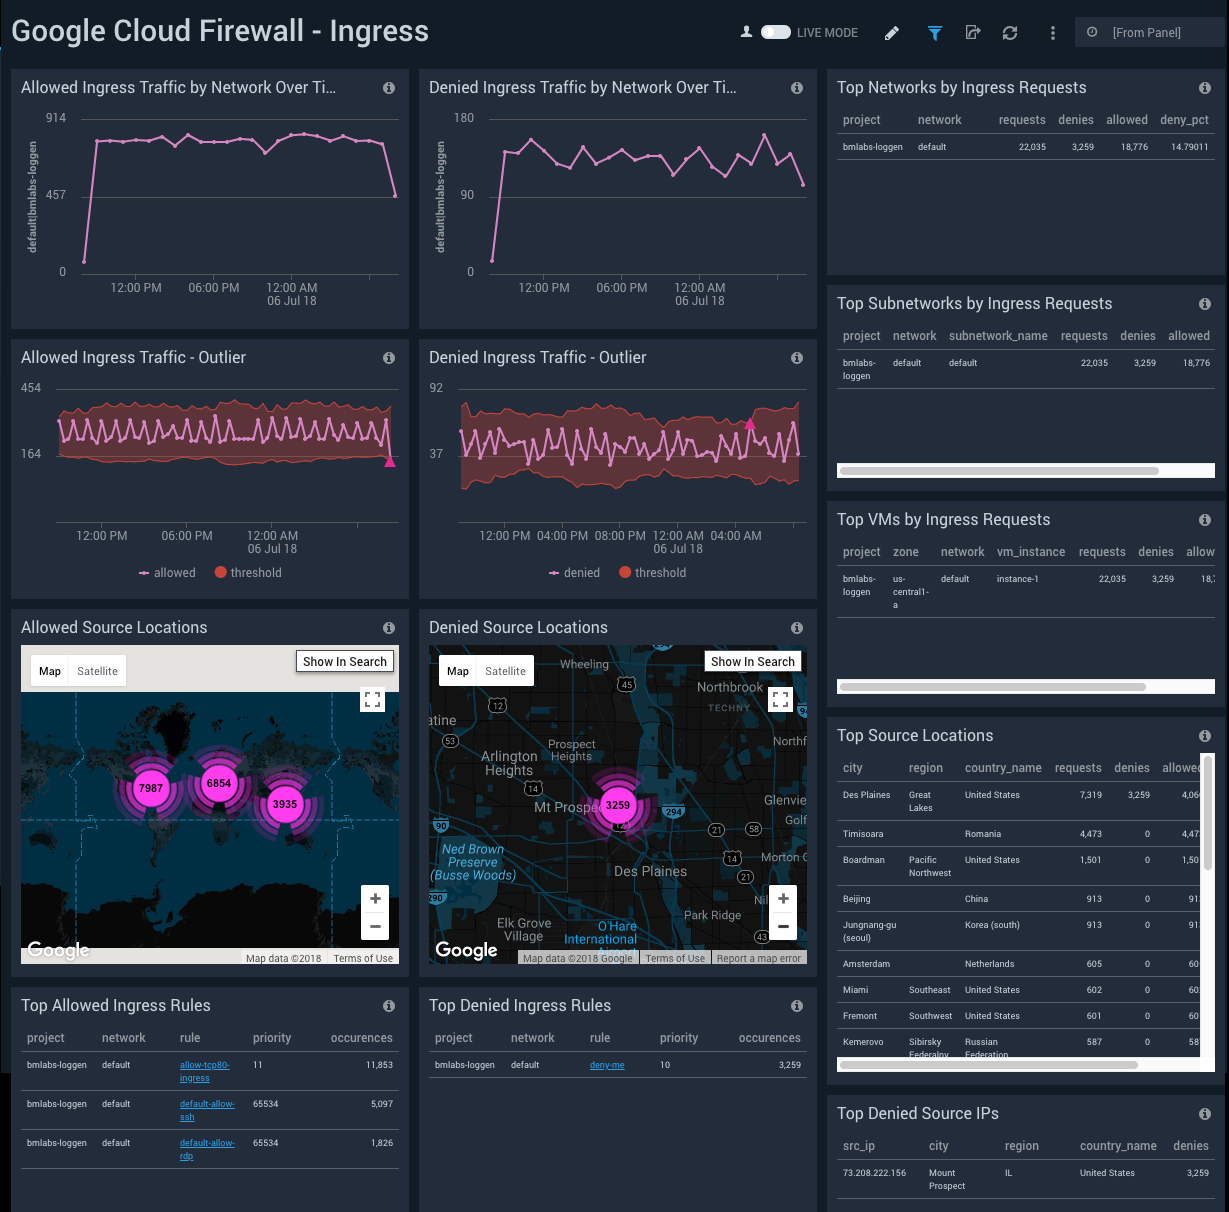 Google Cloud Firewall - Ingress
LIVE MODE
[From Panel]
Allowed Ingress Traffic by Network Over Ti...
914
457
0
default|bmlabs-loggen
12:00 PM 06:00 PM 12:00 AM
06 Jul 18
Denied Ingress Traffic by Network Over Ti...
180
90
0
default|bmlabs-loggen
12:00 PM 06:00 PM 12:00 AM
06 Jul 18
Top Networks by Ingress Requests
project network requests denies allowed deny_pct
bmlabs-loggen default 22,035 3,259 18,776 14.79011
Top Subnetworks by Ingress Requests
project network subnetwork_name requests denies allowed
bmlabs- default default 22,035 3,259 18,776
loggen
Allowed Ingress Traffic - Outlier
454
164
12:00 PM 06:00 PM 12:00 AM
06 Jul 18
allowed threshold
Denied Ingress Traffic - Outlier
92
37
12:00 PM 04:00 PM 08:00 PM 12:00 AM 04:00 AM
06 Jul 18
denied threshold
Top VMs by Ingress Requests
project zone network vm_instance requests denies allow
bmlabs- us- default instance-1 22,035 3,259 18,7
loggen central1-
a
Allowed Source Locations
Map Satellite
Show In Search
7987
6854
3935
Google
Map data ©2018 Terms of Use
Denied Source Locations
Map Satellite
Show In Search
Wheeling
45
Northbrook
TECHNY
12
atine
53
Prospect
Heights
Northf
Arlington
Heights
14
Mt Prospe
3259
12
294
Glenvie
Golf
90
21
58
Ned Brown
Preserve
(Busse Woods)
14
Morton G
21
Des Plaines
290
Nil
Park Ridge
Elk Grove
Village
O'Hare
International
Airport
43
Google
Map data ©2018 Google Terms of Use Report a map error
Top Source Locations
city region country_name requests denies allowed
Des Plaines Great United States 7,319 3,259 4,06
Lakes
Timisoara Romania 4,473 0 4,47
Boardman Pacific United States 1,501 0 1,50
Northwest
Beijing China 913 0 91
Jungnang-gu Korea (south) 913 0 91
(seoul)
Amsterdam Netherlands 605 0 60
Miami Southeast United States 602 0 60
Fremont Southwest United States 601 0 60
Kemerovo Sibirsky Russian 587 0 58
Federalny Federation
Top Allowed Ingress Rules
project network rule priority occurences
bmlabs-loggen default allow-tcp80- 11 11,853
ingress
bmlabs-loggen default default-allow- 65534 5,097
ssh
bmlabs-loggen default default-allow- 65534 1,826
rdp
Top Denied Ingress Rules
project network rule priority occurences
bmlabs-loggen default deny-me 10 3,259
Top Denied Source IPs
src_ip city region country_name denies
73.208.222.156 Mount IL United States 3,259
Prospect